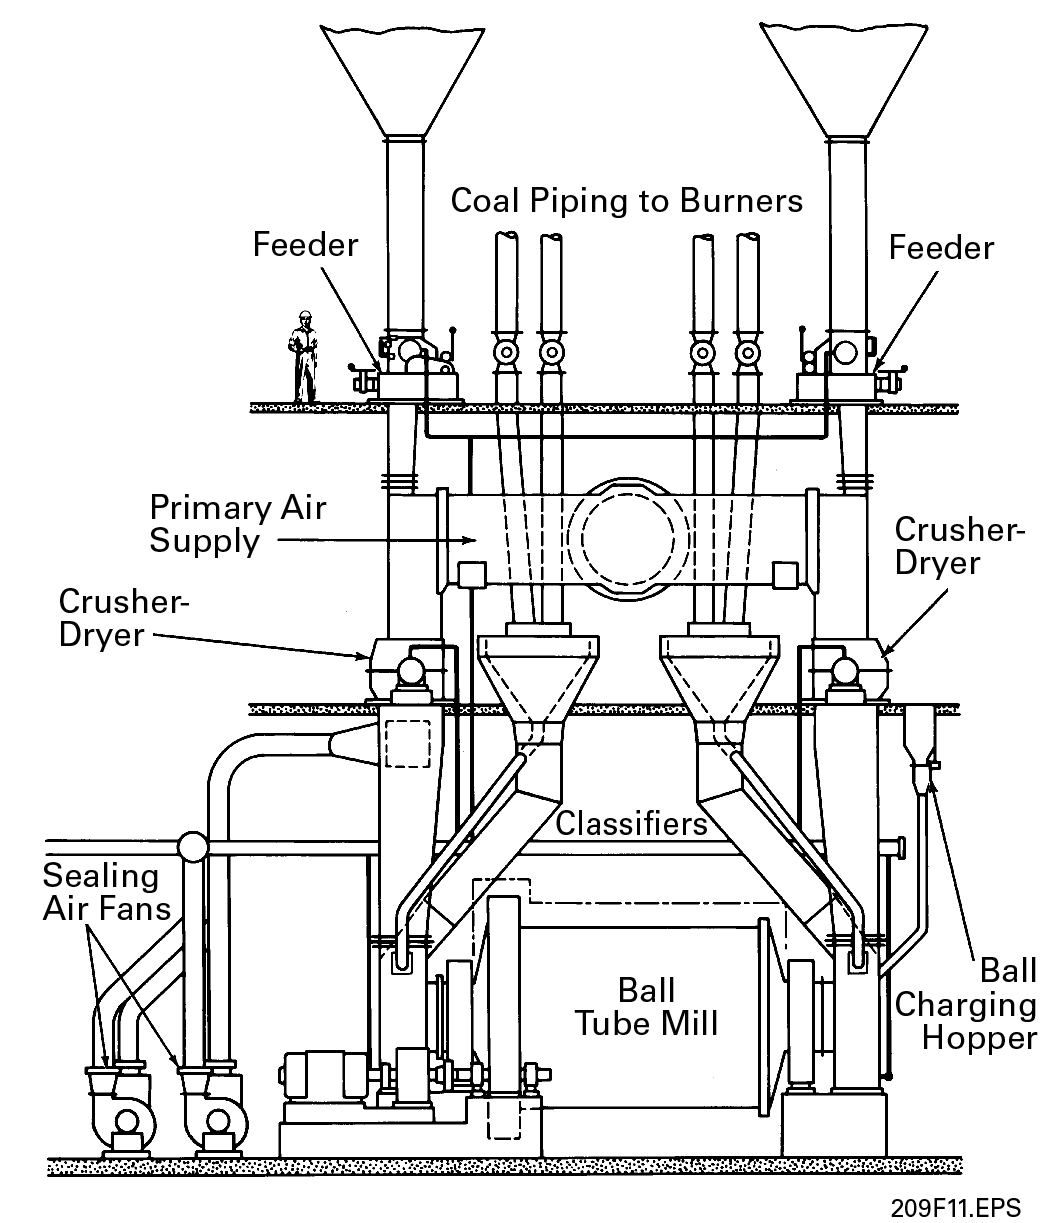 Coal Piping to Burners
Feeder
Feeder
Primary Air
Supply
Crusher-
Dryer
Crusher-
Dryer
Classifiers
Sealing
Air Fans
Ball
Tube Mill
Ball
Charging
Hopper
209F11.EPS